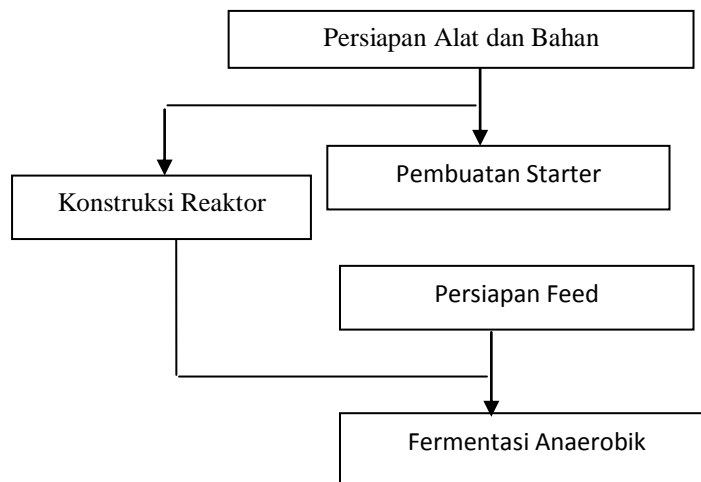 Persiapan Alat dan Bahan
Pembuatan Starter
Konstruksi Reaktor
Persiapan Feed
Fermentasi Anaerobik